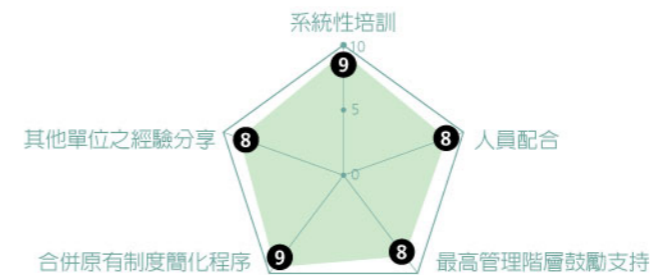 系統性培訓
10
9
5
其他單位之經驗分享
8
8
人員配合
0
合併原有制度簡化程序
9
8
最高管理階層鼓勵支持